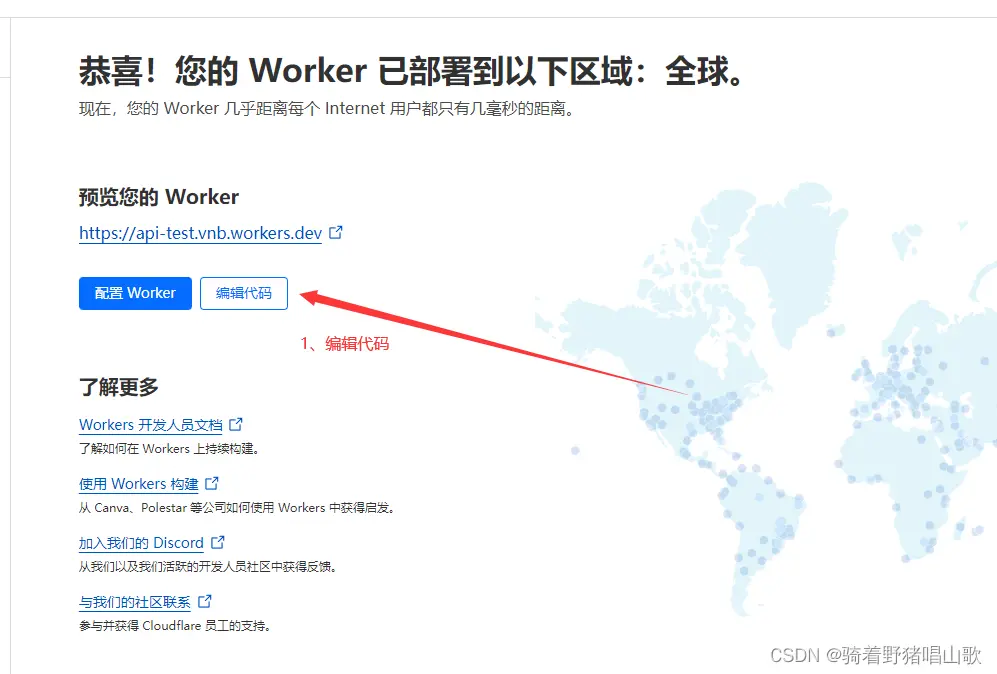 恭喜！您的 Worker 已部署到以下区域：全球。
现在，您的 Worker 几乎距离每个 Internet 用户都只有几毫秒的距离。
预览您的 Worker
https://api-test.vnb.workers.dev
配置 Worker
编辑代码
1、编辑代码
了解更多
Workers 开发人员文档
了解如何在 Workers 上持续构建。
使用 Workers 构建
从 Canva、Polestar 等公司如何使用 Workers 中获得启发。
加入我们的 Discord
从我们以及我们活跃的开发人员社区中获得反馈。
与我们的社区联系
参与并获得 Cloudflare 员工的支持。
CSDN @骑着野猪唱山歌